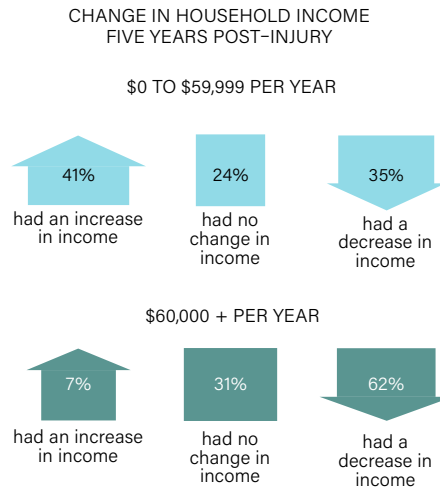 CHANGE IN HOUSEHOLD INCOME
FIVE YEARS POST–INJURY
$0 TO $59,999 PER YEAR
41%
24%
35%
had an increase
in income
had no
change in
income
had a
decrease in
income
$60,000 + PER YEAR
7%
31%
62%
had an increase
in income
had no
change in
income
had a
decrease in
income